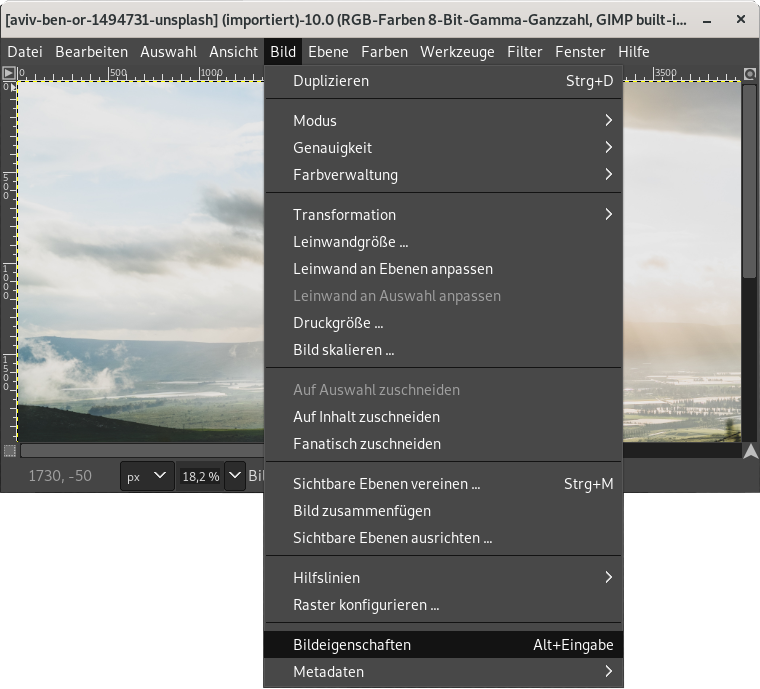 [aviv-ben-or-1494731-unsplash] (importiert)-10.0 (RGB-Farben 8-Bit-Gamma-Ganzzahl, GIMP built-i...
Datei Bearbeiten Auswahl Ansicht Bild Ebene Farben Werkzeuge Filter Fenster Hilfe
0 500 1000 3500
0
500
1000
1500
Duplizieren Strg+D
Modus
Genauigkeit
Farbverwaltung
Transformation
Leinwandgröße ...
Leinwand an Ebenen anpassen
Leinwand an Auswahl anpassen
Druckgröße ...
Bild skalieren ...
Auf Auswahl zuschneiden
Auf Inhalt zuschneiden
Fanatisch zuschneiden
Sichtbare Ebenen vereinen ... Strg+M
Bild zusammenfügen
Sichtbare Ebenen ausrichten ...
Hilfslinien
Raster konfigurieren ...
Bildeigenschaften Alt+Eingabe
Metadaten
1730, -50 px 18,2 % Bil